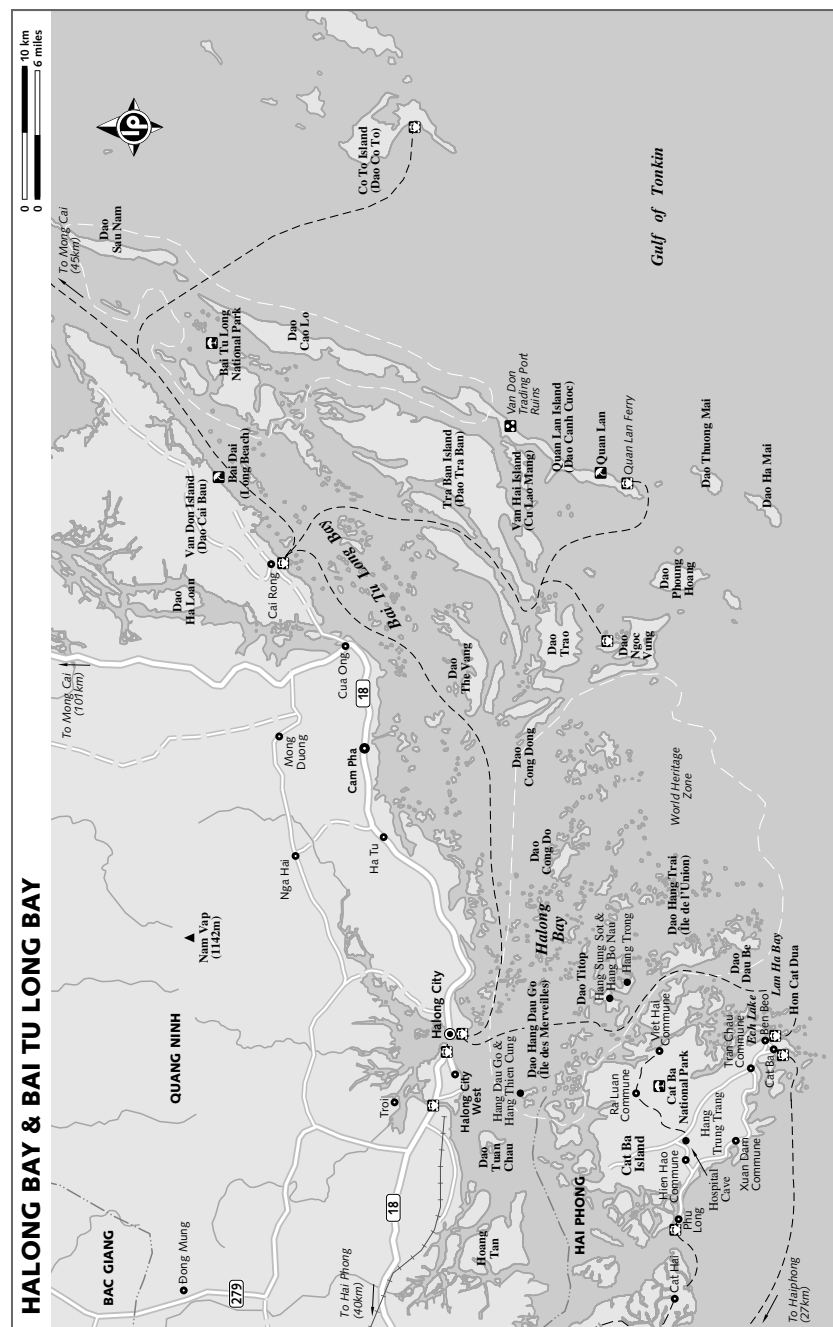 HALONG BAY & BAI TU LONG BAY
0
10 km
0
6 miles
lp
BAC GIANG
Đong Mung
279
QUANG NINH
Nam Vap
(1142m)
To Mong Cai
(101km)
To Mong Cai
(45km)
Dao
Sau Nam
Co To Island
(Dao Co To)
Bai Tu Long
National Park
Dao
Cao Lo
Van Don Island
(Dao Cai Bau)
Bai Dai
(Long Beach)
Dao
Ha Loan
Cai Rong
Cua Ong
Mong
Duong
Nga Hai
Cam Pha
18
Ha Tu
Bai Tu Long Bay
Tra Ban Island
(Dao Tra Ban)
Van Don
Trading Port
Ruins
Van Hai Island
(Cu Lao Mang)
Quan Lan Island
(Dao Canh Cuoc)
Quan Lan
Quan Lan Ferry
Gulf of Tonkin
Dao Thuong Mai
Dao Ha Mai
Dao
Phoung
Hoang
Dao
Ngoc
Vung
Dao
Trao
Dao
The Vang
Dao
Cong Dong
World Heritage
Zone
Dao
Cong Do
Halong
Bay
Halong City
Halong City
West
Troi
18
To Hai Phong
(40km)
Hoang
Tan
Dao
Tuan
Chau
Hang Dau Go &
Hang Thien Cung
Dao Hang Dau Go
(Île des Merveilles)
Dao Titop
Hang Sung Sot &
Hang Bo Nau
Hang Trong
Dao Hang Trai
(Île de l'Union)
Dao
Dau Be
Lan Ha Bay
Hon Cat Dua
HAI PHONG
Cat Ba
Island
Ra Luan
Commune
Viet Hai
Commune
Cat Ba
National Park
Hien Hao
Commune
Hang
Trung Trang
Hospital
Cave
Xuan Dam
Commune
Tran Chau
Commune
Ech Lake
Ben Beo
Cat Ba
Phu
Long
Cat Hai
To Haiphong
(27km)